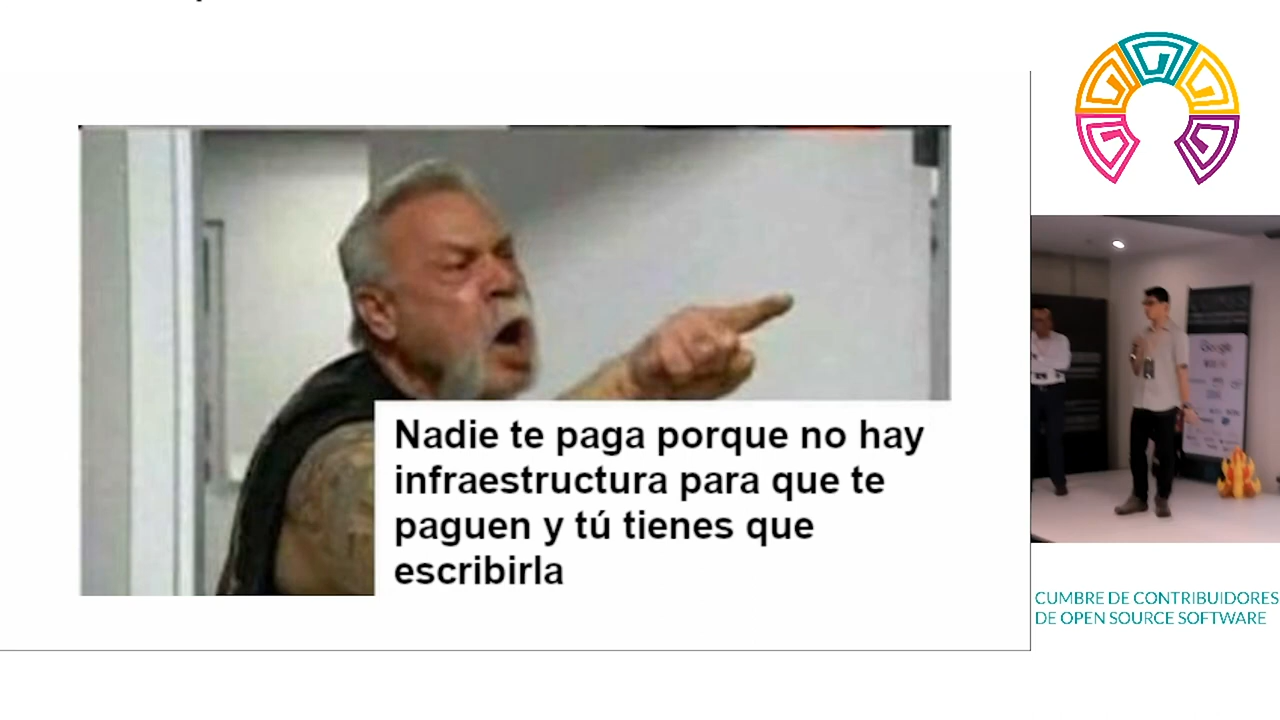 Nadie te paga porque no hay
infraestructura para que te
paguen y tú tienes que
escribirla
Google
CUMBRE DE CONTRIBUIDORES
DE OPEN SOURCE SOFTWARE